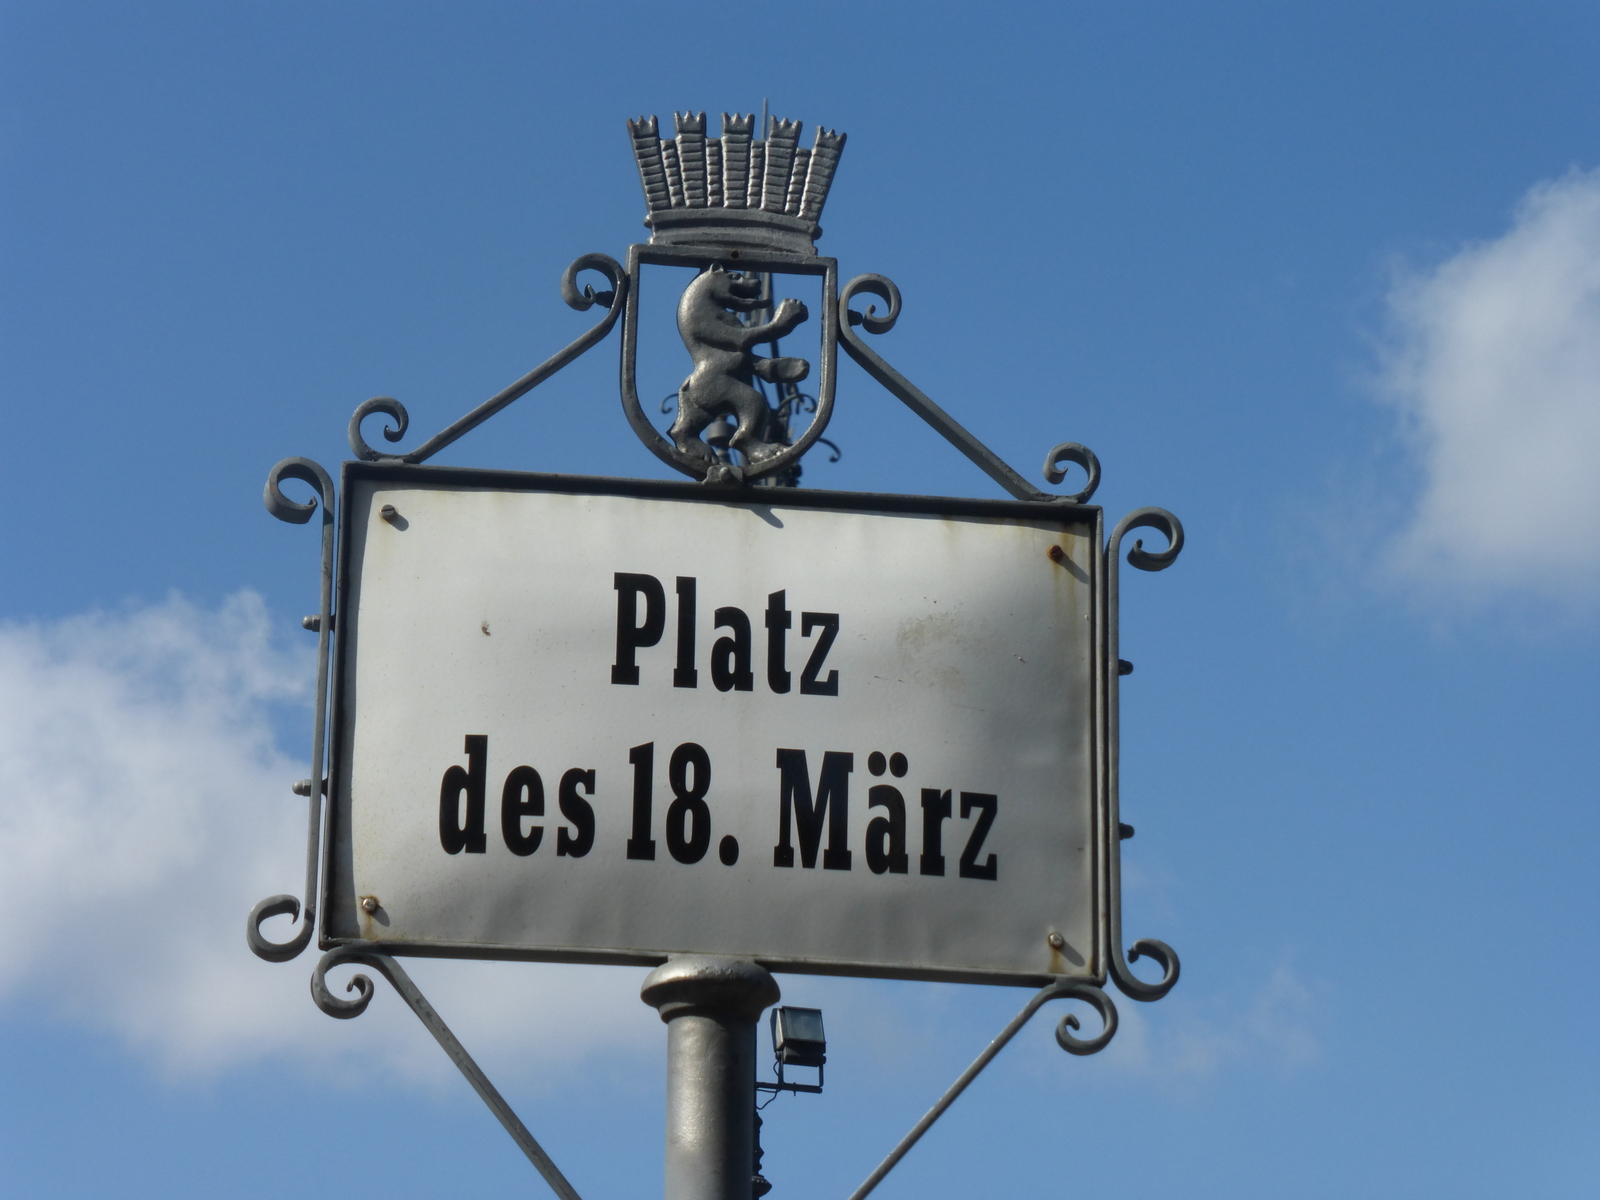 Platz
des 18. März